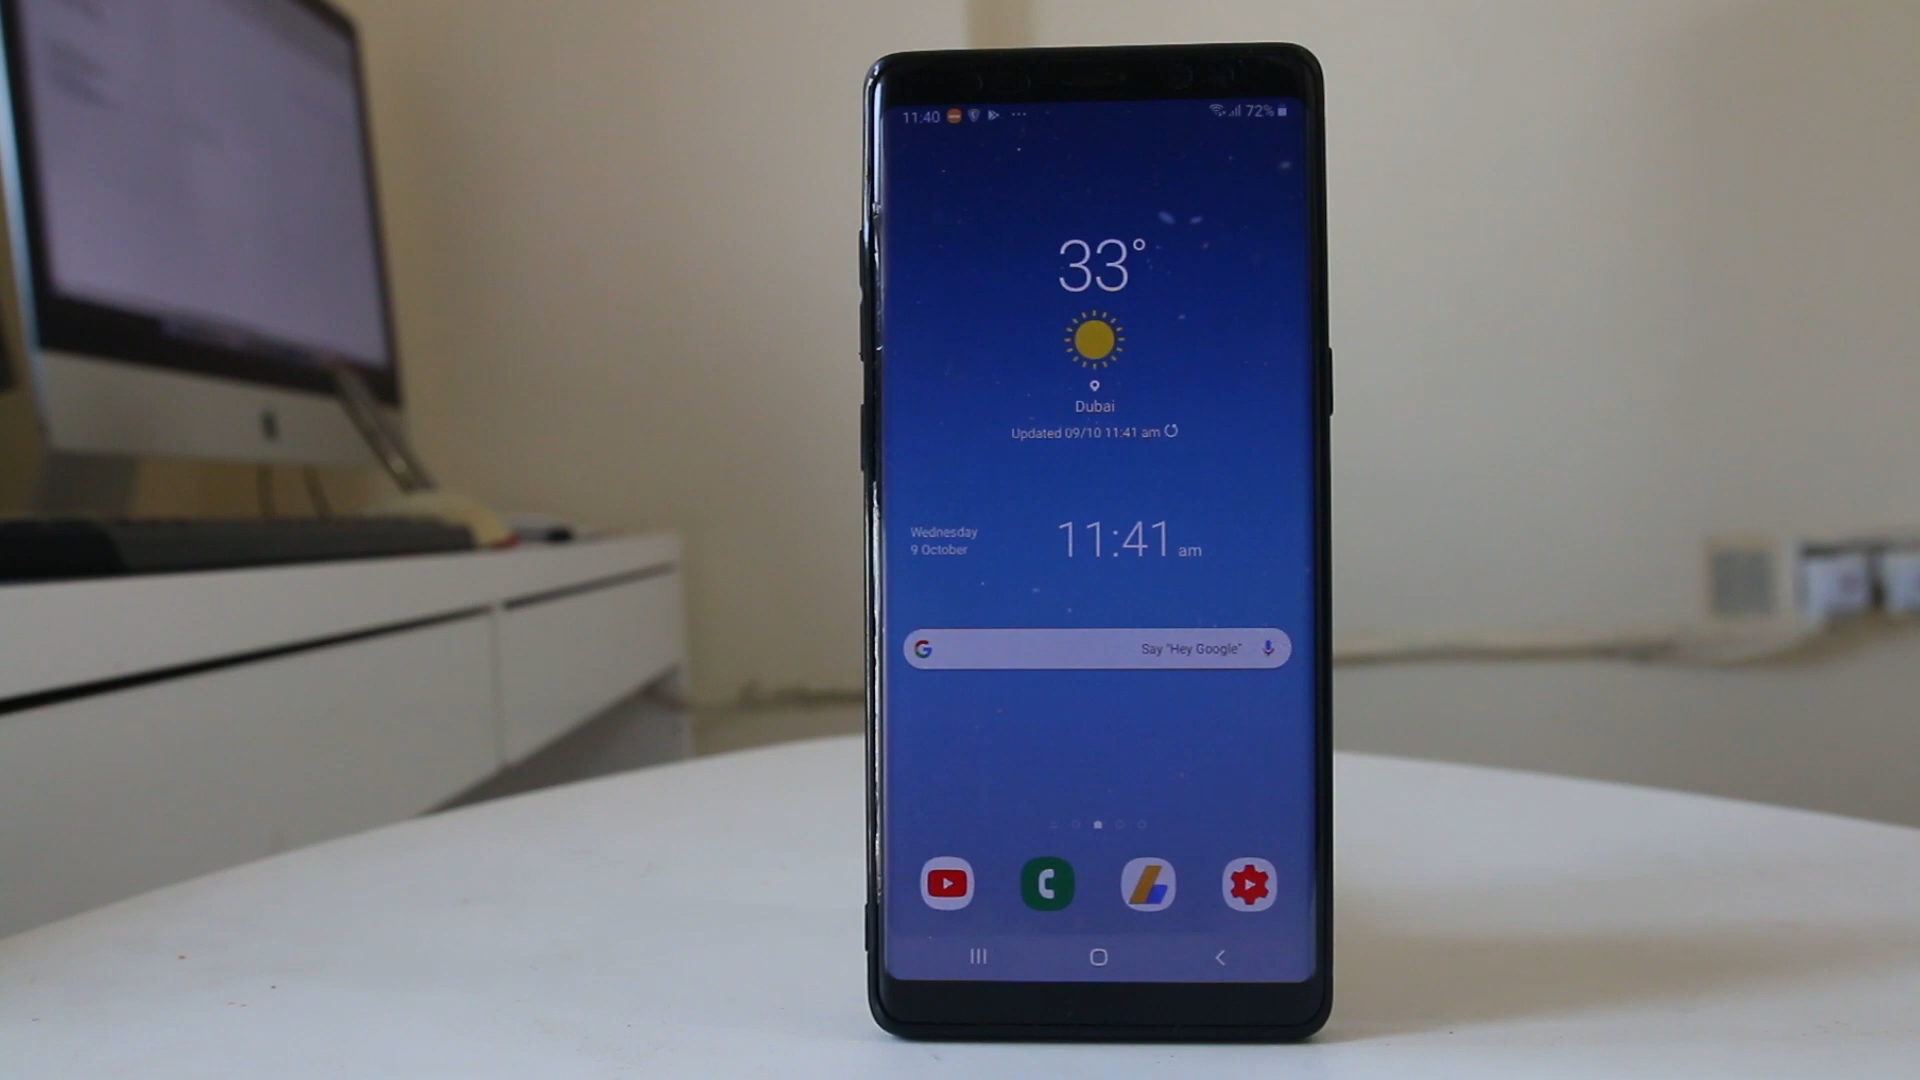 11:40 72%
33°
Dubai
Updated 09/10 11:41 am
Wednesday
9 October
11:41 am
Say "Hey Google"